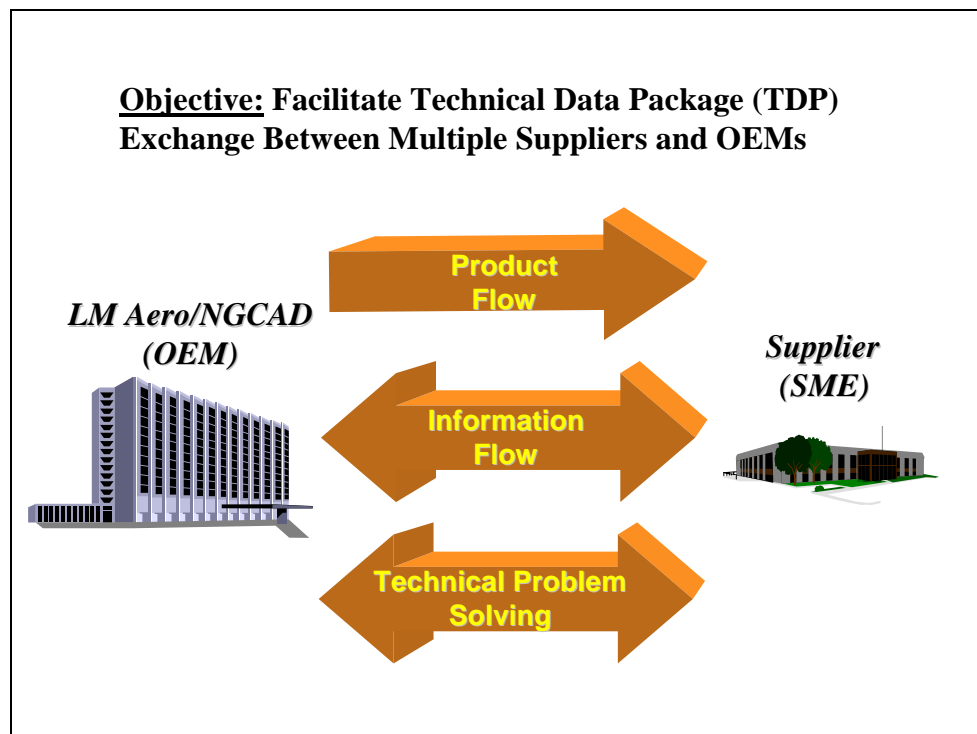 Objective: Facilitate Technical Data Package (TDP)
Exchange Between Multiple Suppliers and OEMs
Product
Flow
LM Aero/NGCAD
(OEM)
Supplier
(SME)
Information
Flow
Technical Problem
Solving